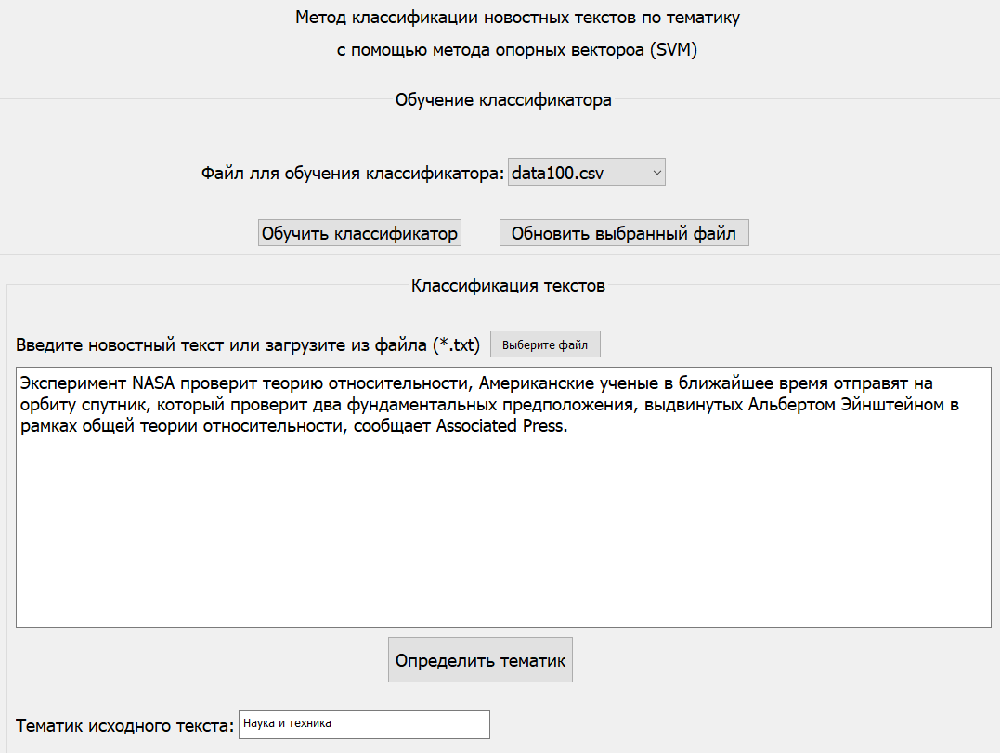 Метод классификации новостных текстов по тематику
с помощью метода опорных вектороа (SVM)
Обучение классификатора
Файл лля обучения классификатора: data100.csv
Обучить классификатор Обновить выбранный файл
Классификация текстов
Введите новостный текст или загрузите из файла (*.txt) Выберите файл
Эксперимент NASA проверит теорию относительности, Американские ученые в ближайшее время отправят на
орбиту спутник, который проверит два фундаментальных предположения, выдвинутых Альбертом Эйнштейном в
рамках общей теории относительности, сообщает Associated Press.
Определить тематик
Тематик исходного текста: Наука и техника